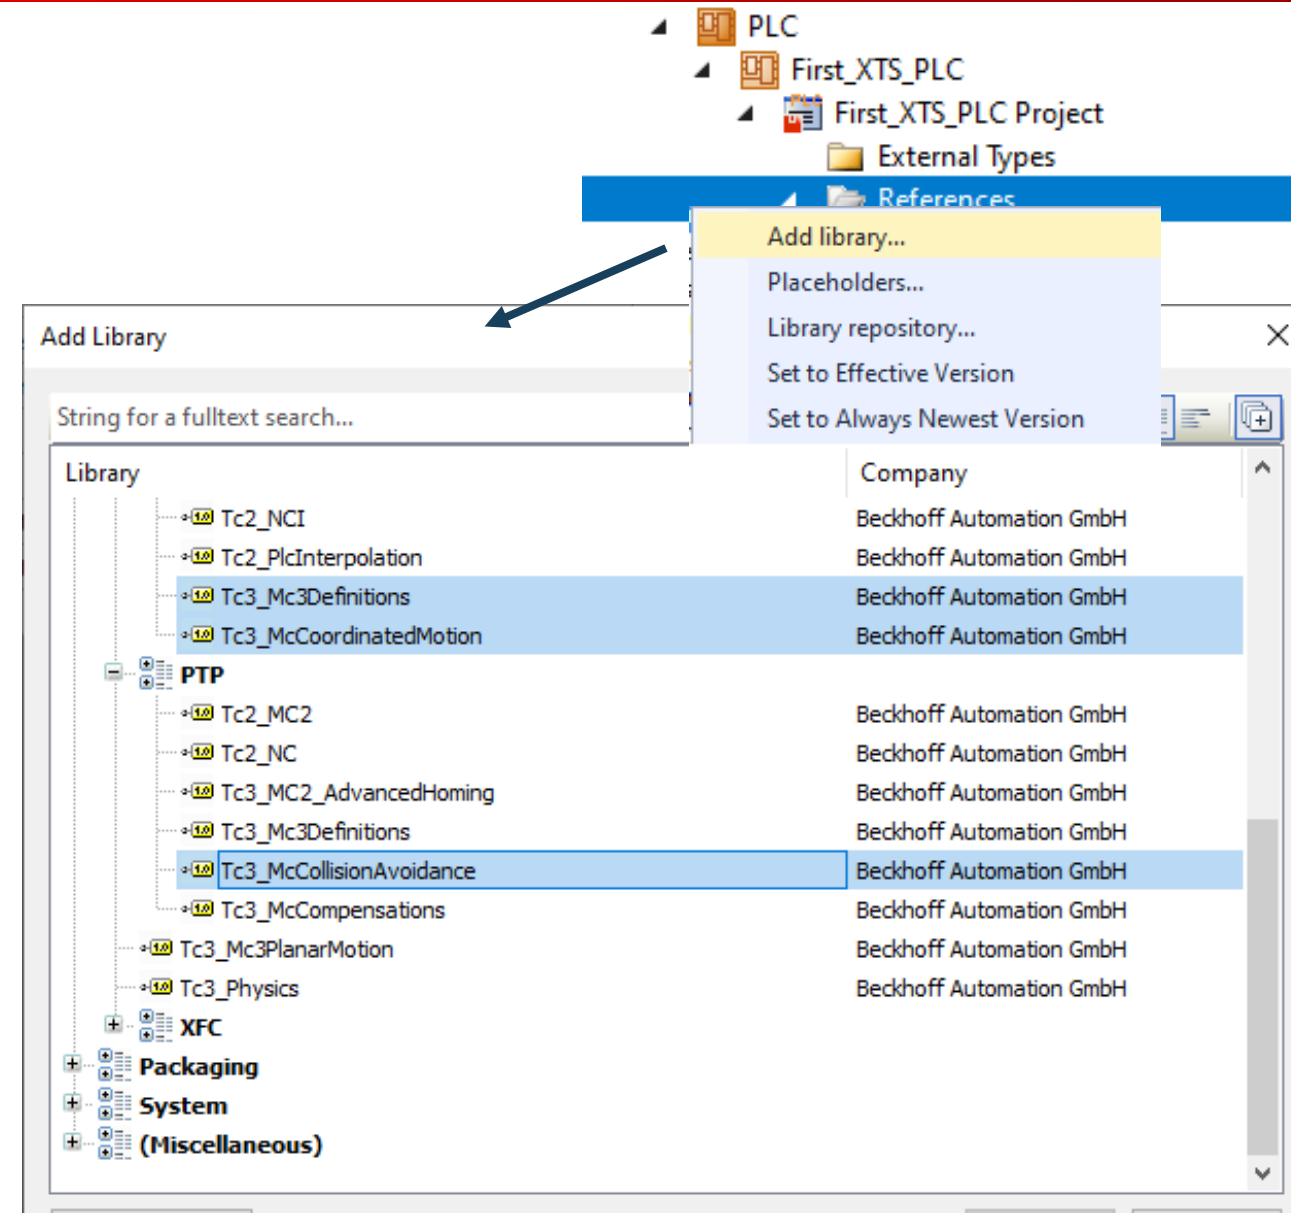 PLC
First_XTS_PLC
First_XTS_PLC Project
External Types
References
Add library...
Placeholders...
Library repository...
Set to Effective Version
Set to Always Newest Version
Add Library
String for a fulltext search...
Library Company
Tc2_NCI Beckhoff Automation GmbH
Tc2_PlcInterpolation Beckhoff Automation GmbH
Tc3_Mc3Definitions Beckhoff Automation GmbH
Tc3_McCoordinatedMotion Beckhoff Automation GmbH
PTP
Tc2_MC2 Beckhoff Automation GmbH
Tc2_NC Beckhoff Automation GmbH
Tc3_MC2_AdvancedHoming Beckhoff Automation GmbH
Tc3_Mc3Definitions Beckhoff Automation GmbH
Tc3_McCollisionAvoidance Beckhoff Automation GmbH
Tc3_McCompensations Beckhoff Automation GmbH
Tc3_Mc3PlanarMotion Beckhoff Automation GmbH
Tc3_Physics Beckhoff Automation GmbH
XFC
Packaging
System
(Miscellaneous)